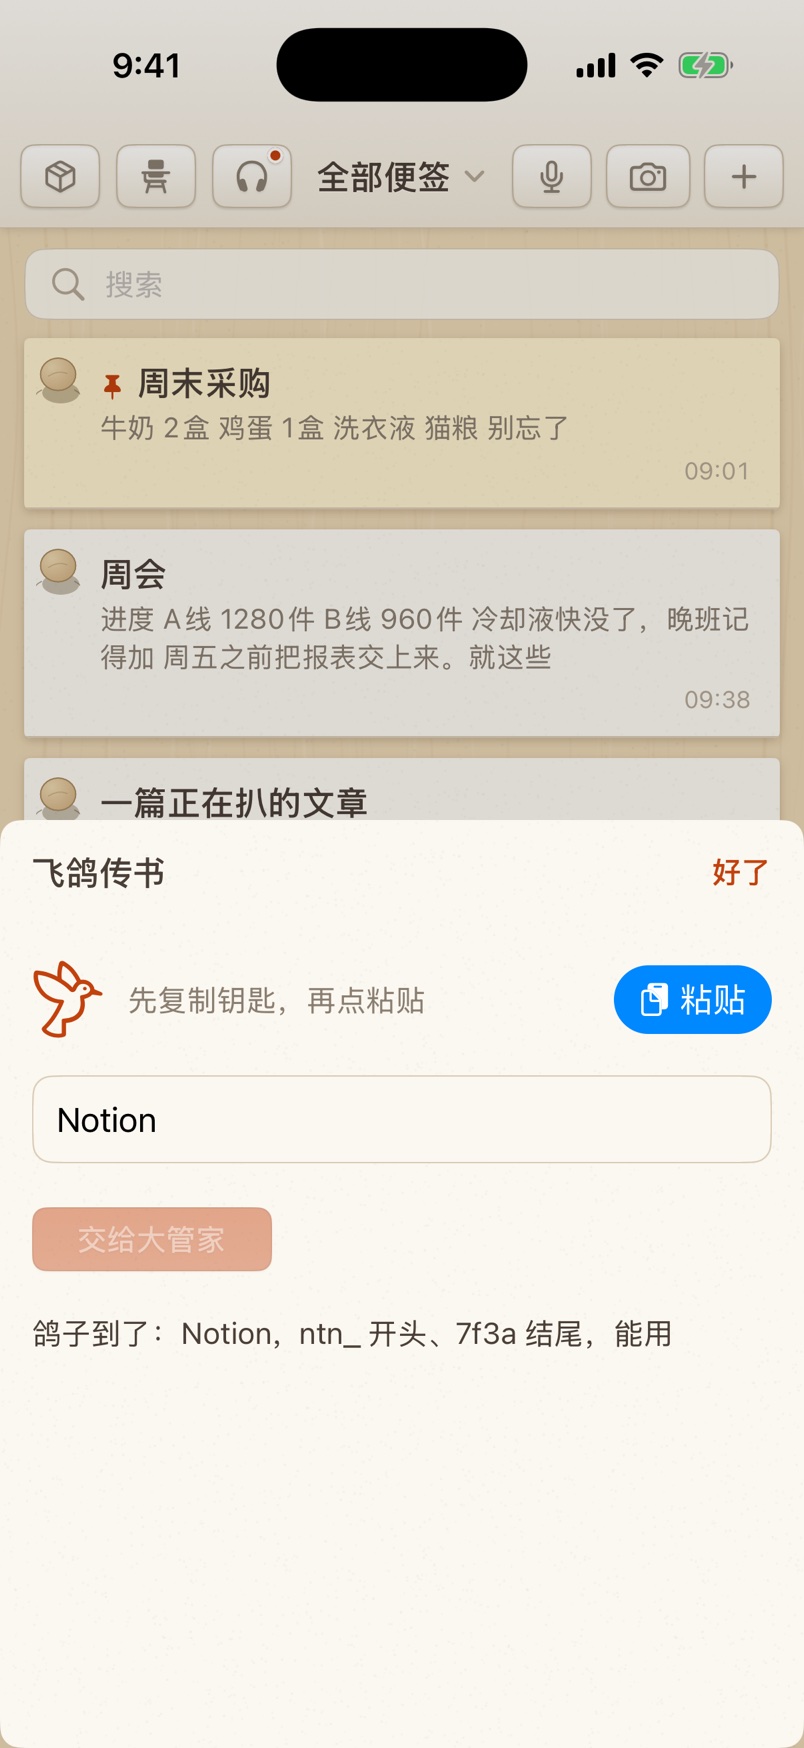 9:41
全部便签
搜索
周末采购
牛奶 2盒 鸡蛋 1盒 洗衣液 猫粮 别忘了
09:01
周会
进度 A线 1280件 B线 960件 冷却液快没了，晚班记
得加 周五之前把报表交上来。就这些
09:38
一篇正在扒的文章
飞鸽传书
好了
先复制钥匙，再点粘贴
粘贴
Notion
交给大管家
鸽子到了：Notion，ntn_ 开头、7f3a 结尾，能用